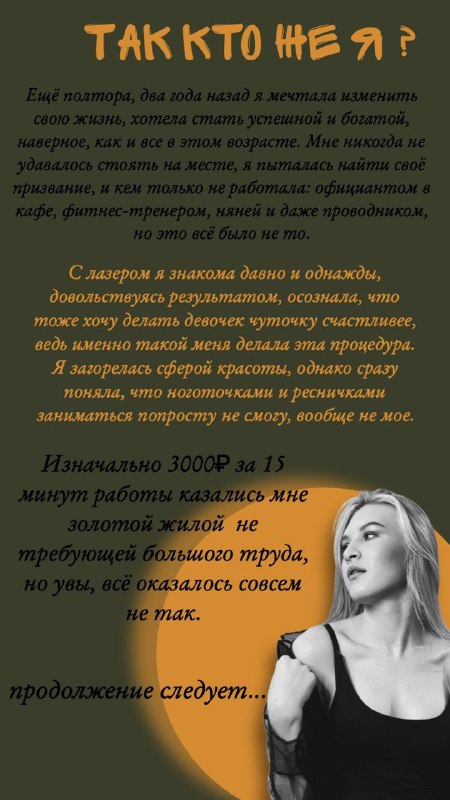 ТАК КТО ЖЕ Я ?
Ещё полтора, два года назад я мечтала изменить
свою жизнь, хотела стать успешной и богатой,
наверное, как и все в этом возрасте. Мне никогда не
удавалось стоять на месте, я пыталась найти своё
призвание, и кем только не работала: официантом в
кафе, фитнес-тренером, няней и даже проводником,
но это всё было не то.
С лазером я знакома давно и однажды,
довольствуясь результатом, осознала, что
тоже хочу делать девочек чуточку счастливее,
ведь именно такой меня делала эта процедура.
Я загорелась сферой красоты, однако сразу
поняла, что ноготочками и ресничками
заниматься попросту не смогу, вообще не мое.
Изначально 3000₽ за 15
минут работы казались мне
золотой жилой не
требующей большого труда,
но увы, всё оказалось совсем
не так.
продолжение следует...